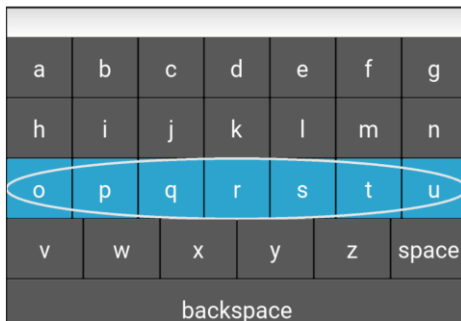 a b c d e f g
h i j k l m n
o p q r s t u
v w x y z space
backspace